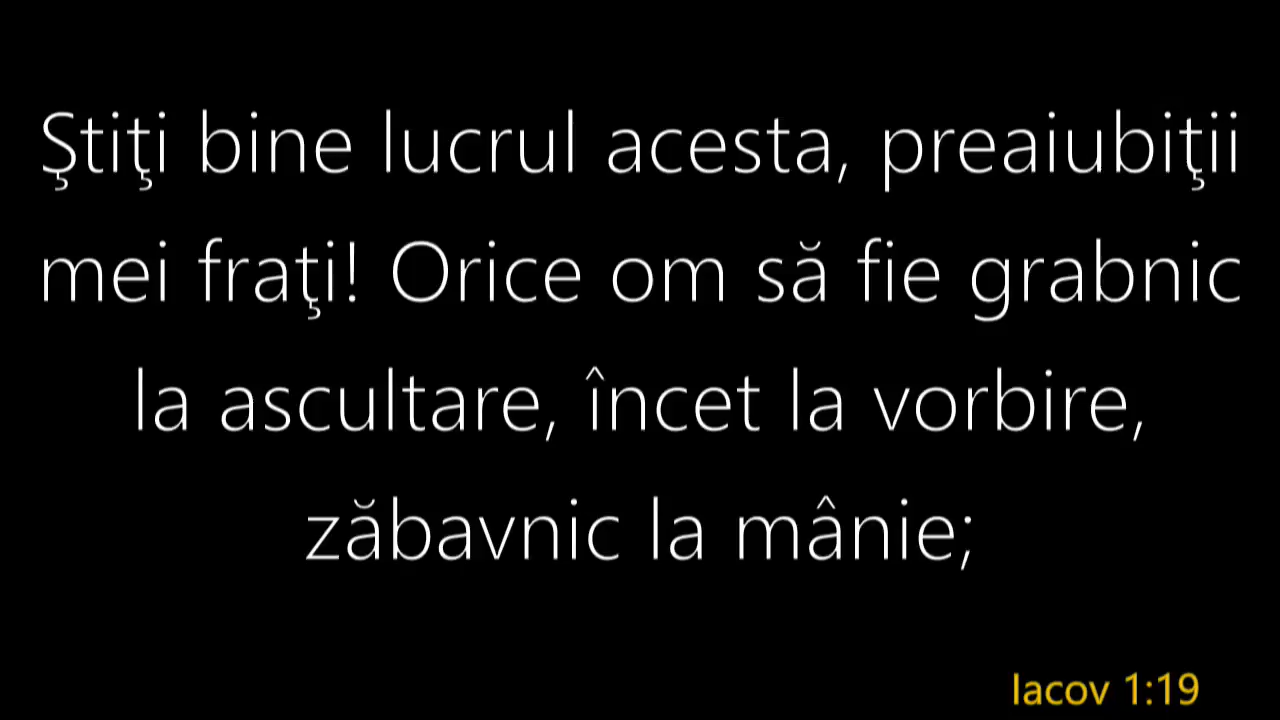 Ştiţi bine lucrul acesta, preaiubiţii
mei fraţi! Orice om să fie grabnic
la ascultare, încet la vorbire,
zăbavnic la mânie;
Iacov 1:19